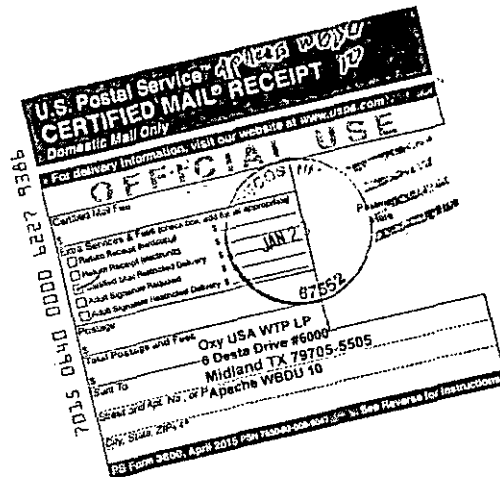 U.S. Postal Service
CERTIFIED MAIL® RECEIPT
Domestic Mail Only
For delivery information, visit our website at www.usps.com
OFFICIAL USE
7015 0640 0000 6227 9386
Certified Mail Fee
$
Extra Services & Fees (check box, add fee as appropriate)
Return Receipt (hardcopy) $
Return Receipt (electronic) $
Certified Mail Restricted Delivery $
Adult Signature Required $
Adult Signature Restricted Delivery $
JAN 2
87552
Postage
$
Total Postage and Fees
$
Sent To
Oxy USA WTP LP
6 Desta Drive #6000
Midland TX 79705-5505
Street and Apt. No., or
Apache WBDU 10
City, State, ZIP+4
PS Form 3800, April 2015 See Reverse for Instructions